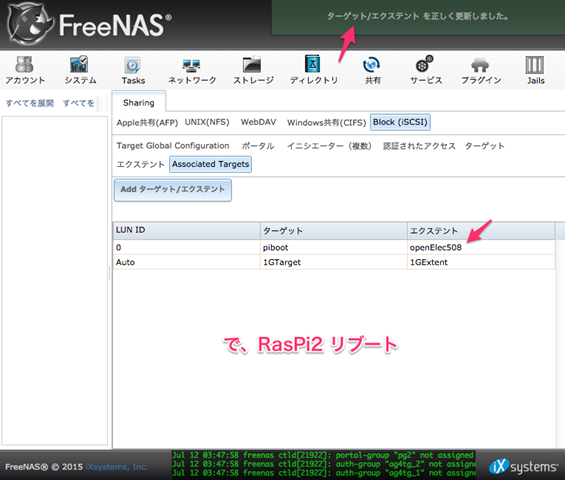 FreeNAS®
ターゲット/エクステント を正しく更新しました。
アカウント システム Tasks ネットワーク ストレージ ディレクトリ 共有 サービス プラグイン Jails
すべてを展開 すべてを
Sharing
Apple共有(AFP) UNIX(NFS) WebDAV Windows共有(CIFS) Block (iSCSI)
Target Global Configuration ポータル イニシエーター（複数） 認証されたアクセス ターゲット
エクステント Associated Targets
Add ターゲット/エクステント
LUN ID ターゲット エクステント
0 piboot openElec508
Auto 1GTarget 1GExtent
で、RasPi2 リブート
FreeNAS® © 2015 iXsystems, Inc.
Jul 12 03:47:58 freenas ctld[21922]: portal-group "pg2" not assigned
Jul 12 03:47:58 freenas ctld[21922]: auth-group "ag4tg_2" not assigne
Jul 12 03:47:58 freenas ctld[21922]: auth-group "ag4tg_1" not assigne
iXsystems